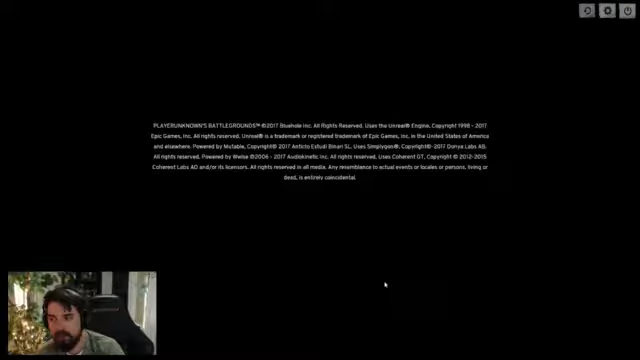 PLAYERUNKNOWN'S BATTLEGROUNDS™ ©2017 Bluehole Inc. All Rights Reserved. Uses the Unreal® Engine. Copyright 1998 - 2017
Epic Games, Inc. All rights reserved. Unreal® is a trademark or registered trademark of Epic Games, Inc. in the United States of America
and elsewhere. Powered by Mutable, Copyright© 2017 Anticto Estudi Binari SL. Uses Simplygon®; Copyright©-2017 Donya Labs AB.
All rights reserved. Powered by Wwise ©2006 - 2017 Audiokinetic Inc. All rights reserved. Uses Coherent GT, Copyright © 2012-2015
Coherent Labs AD and/or its licensors. All rights reserved in all media. Any resemblance to actual events or locales or persons, living or
dead, is entirely coincidental.